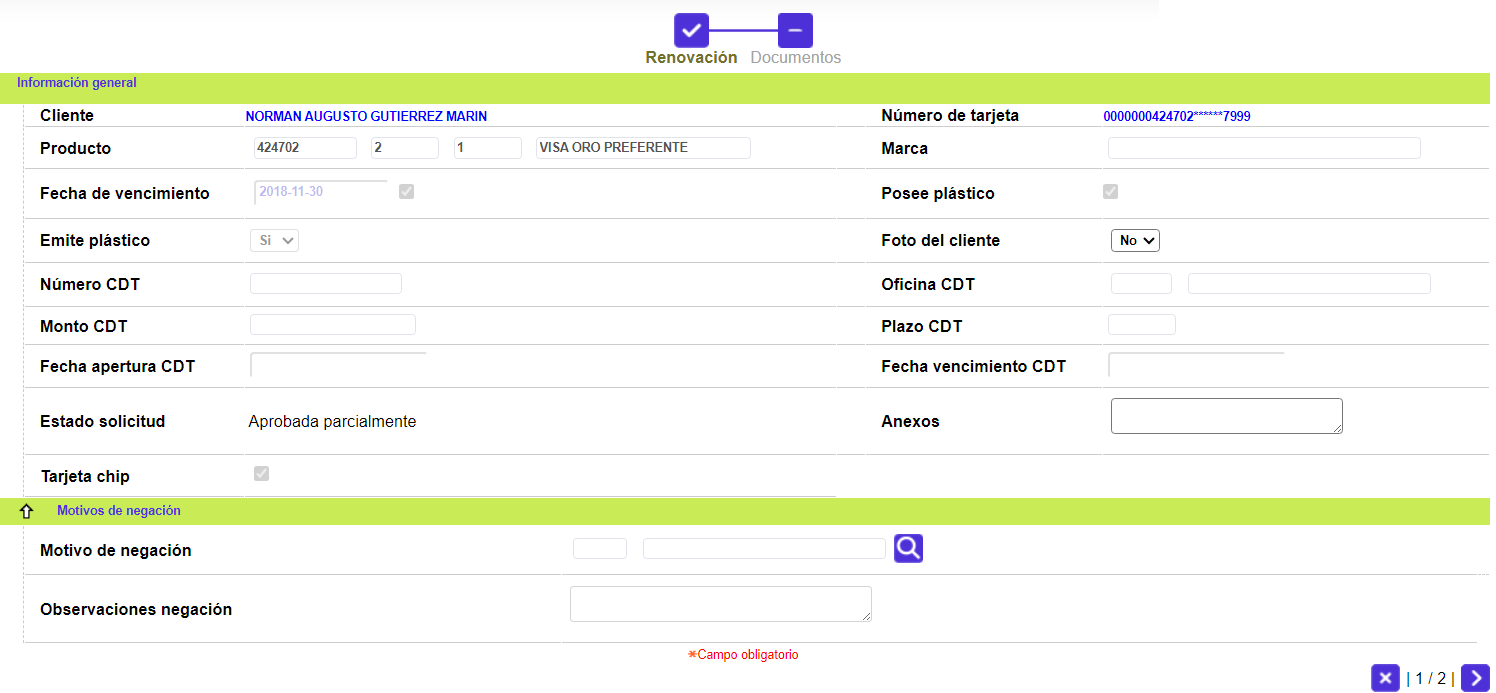 Renovación Documentos
Información general
Cliente NORMAN AUGUSTO GUTIERREZ MARIN Número de tarjeta 0000000424702******7999
Producto 424702 2 1 VISA ORO PREFERENTE Marca
Fecha de vencimiento 2018-11-30 Posee plástico
Emite plástico Si Foto del cliente No
Número CDT Oficina CDT
Monto CDT Plazo CDT
Fecha apertura CDT Fecha vencimiento CDT
Estado solicitud Aprobada parcialmente Anexos
Tarjeta chip
Motivos de negación
Motivo de negación
Observaciones negación
*Campo obligatorio
| 1 / 2 |